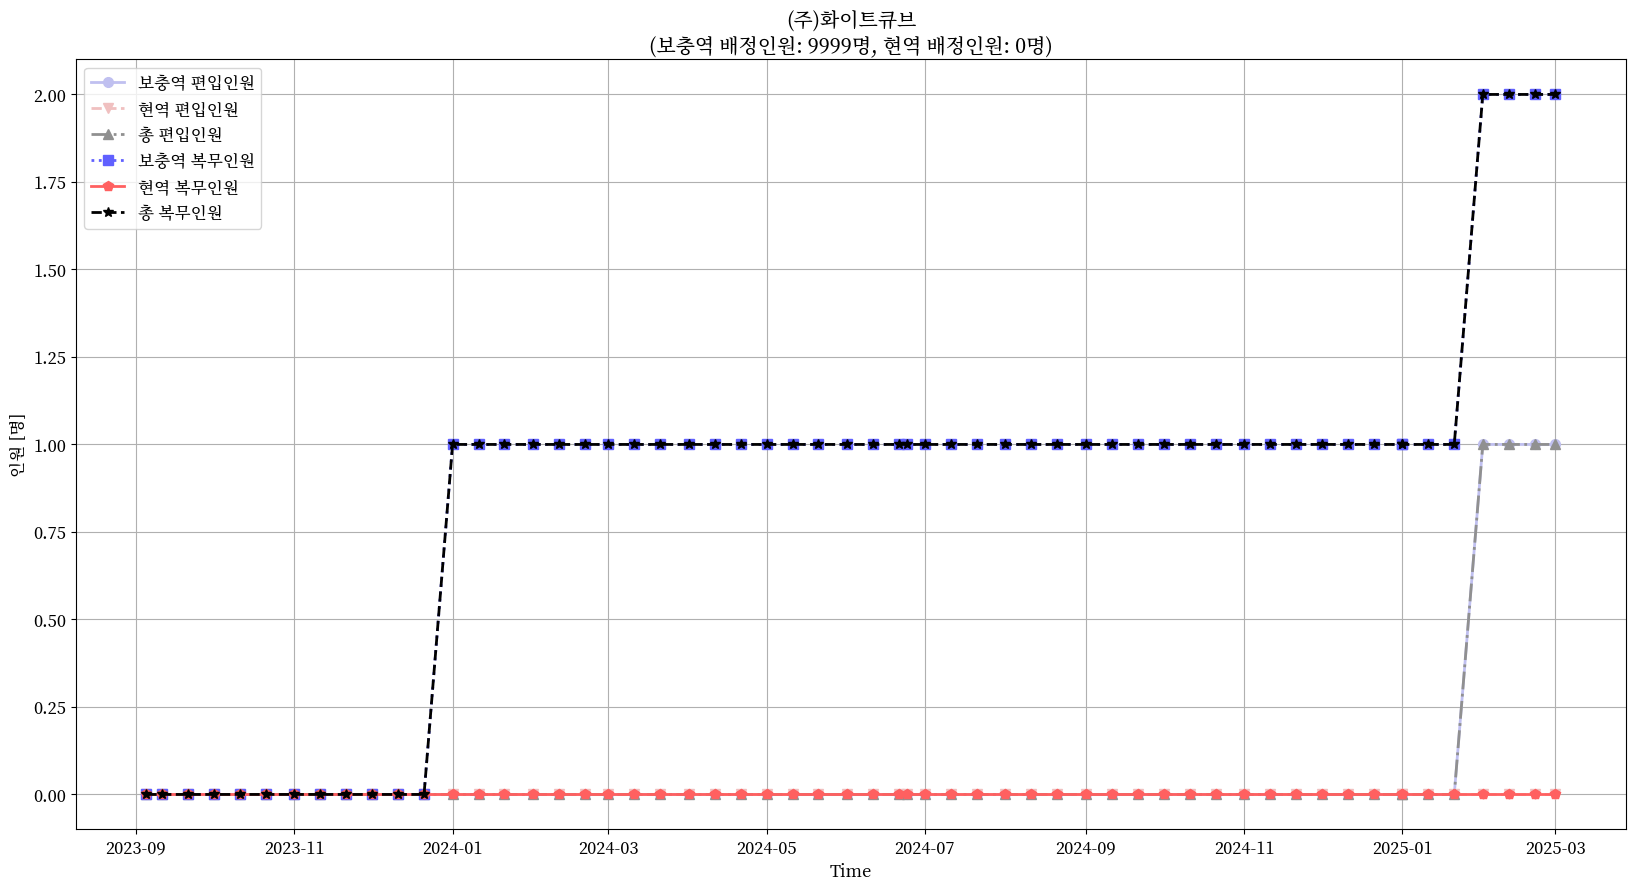 (주)화이트큐브
(보충역 배정인원: 9999명, 현역 배정인원: 0명)
보충역 편입인원
현역 편입인원
총 편입인원
보충역 복무인원
현역 복무인원
총 복무인원
2.00
1.75
1.50
1.25
1.00
0.75
0.50
0.25
0.00
인원 [명]
2023-09 2023-11 2024-01 2024-03 2024-05 2024-07 2024-09 2024-11 2025-01 2025-03
Time